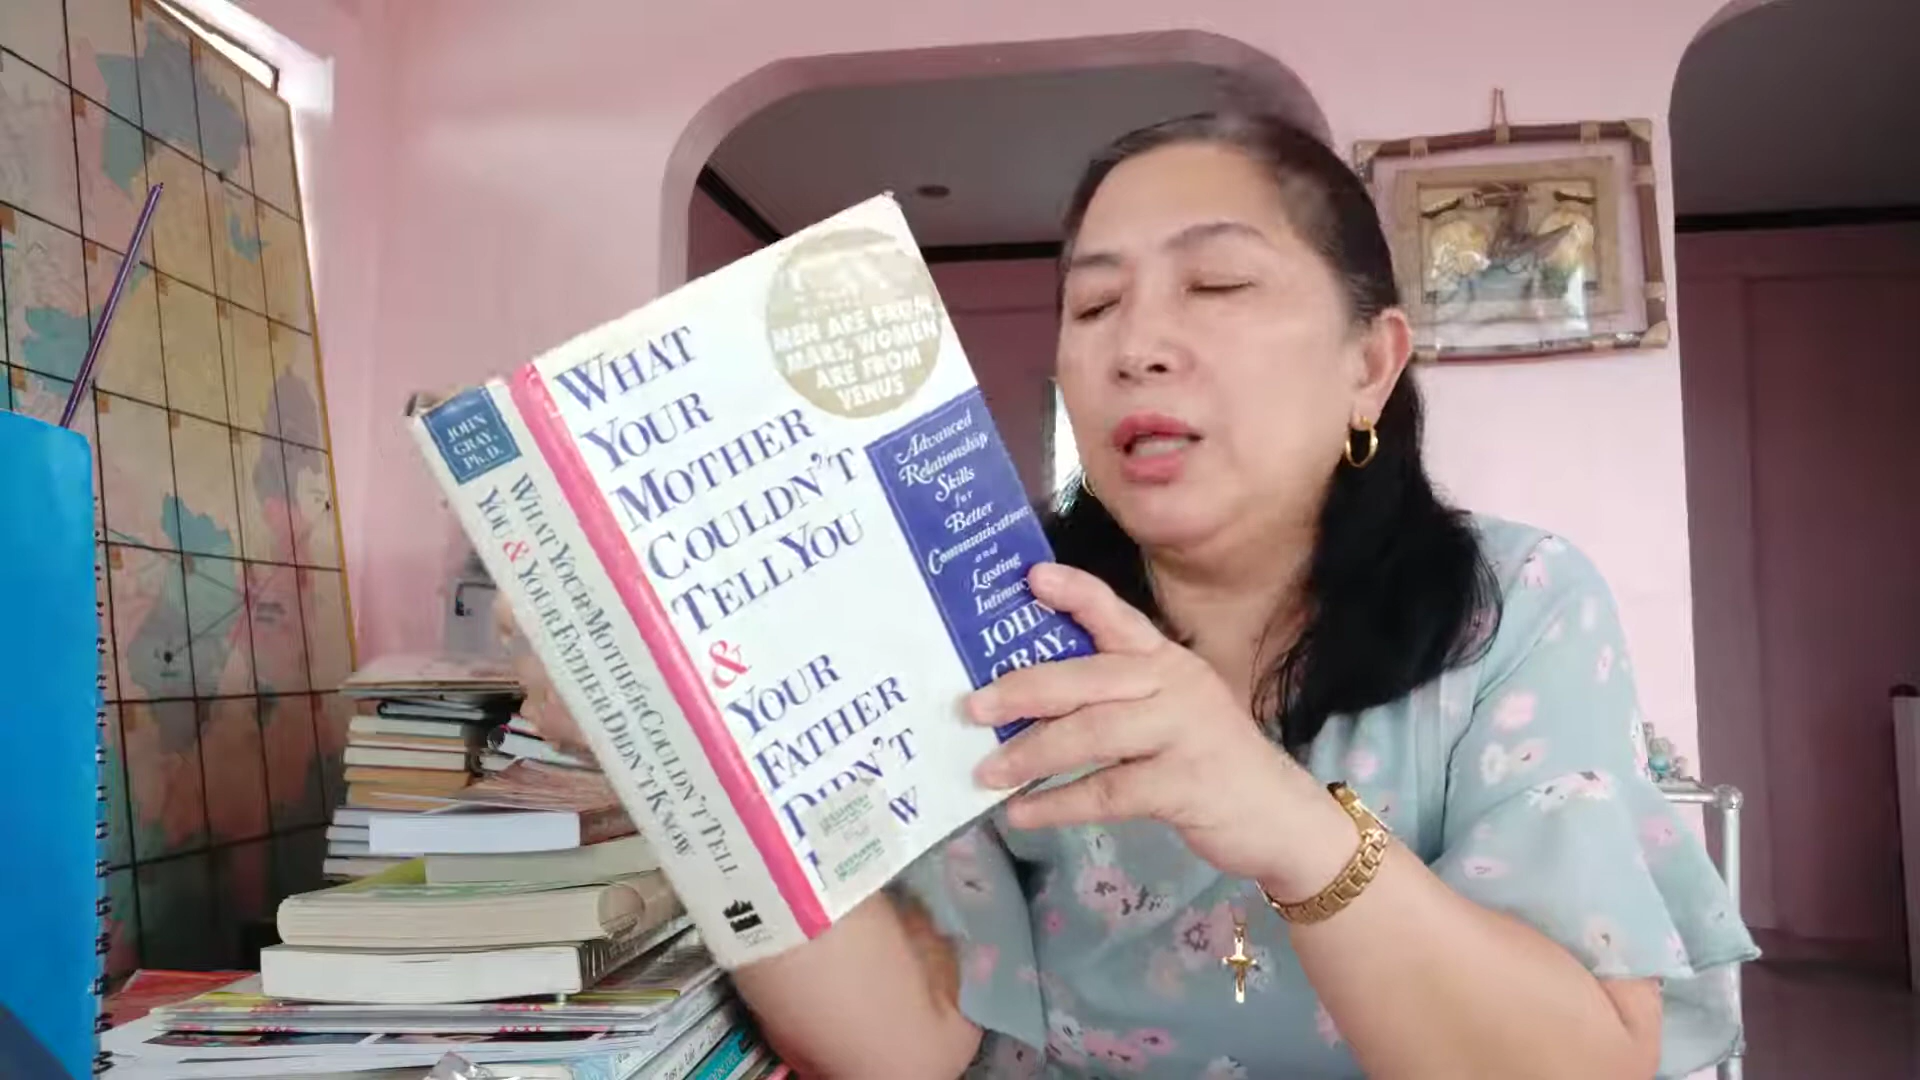 JOHN
GRAY,
Ph.D.
WHAT YOUR MOTHER COULDN'T TELL
YOU & YOUR FATHER DIDN'T KNOW
WHAT
YOUR
MOTHER
COULDN'T
TELL YOU
&
YOUR
FATHER
DIDN'T
W
MEN ARE FROM
MARS, WOMEN
ARE FROM
VENUS
Advanced
Relationship
Skills
for
Better
Communication
and
Lasting
Intimacy
JOHN
GRAY,